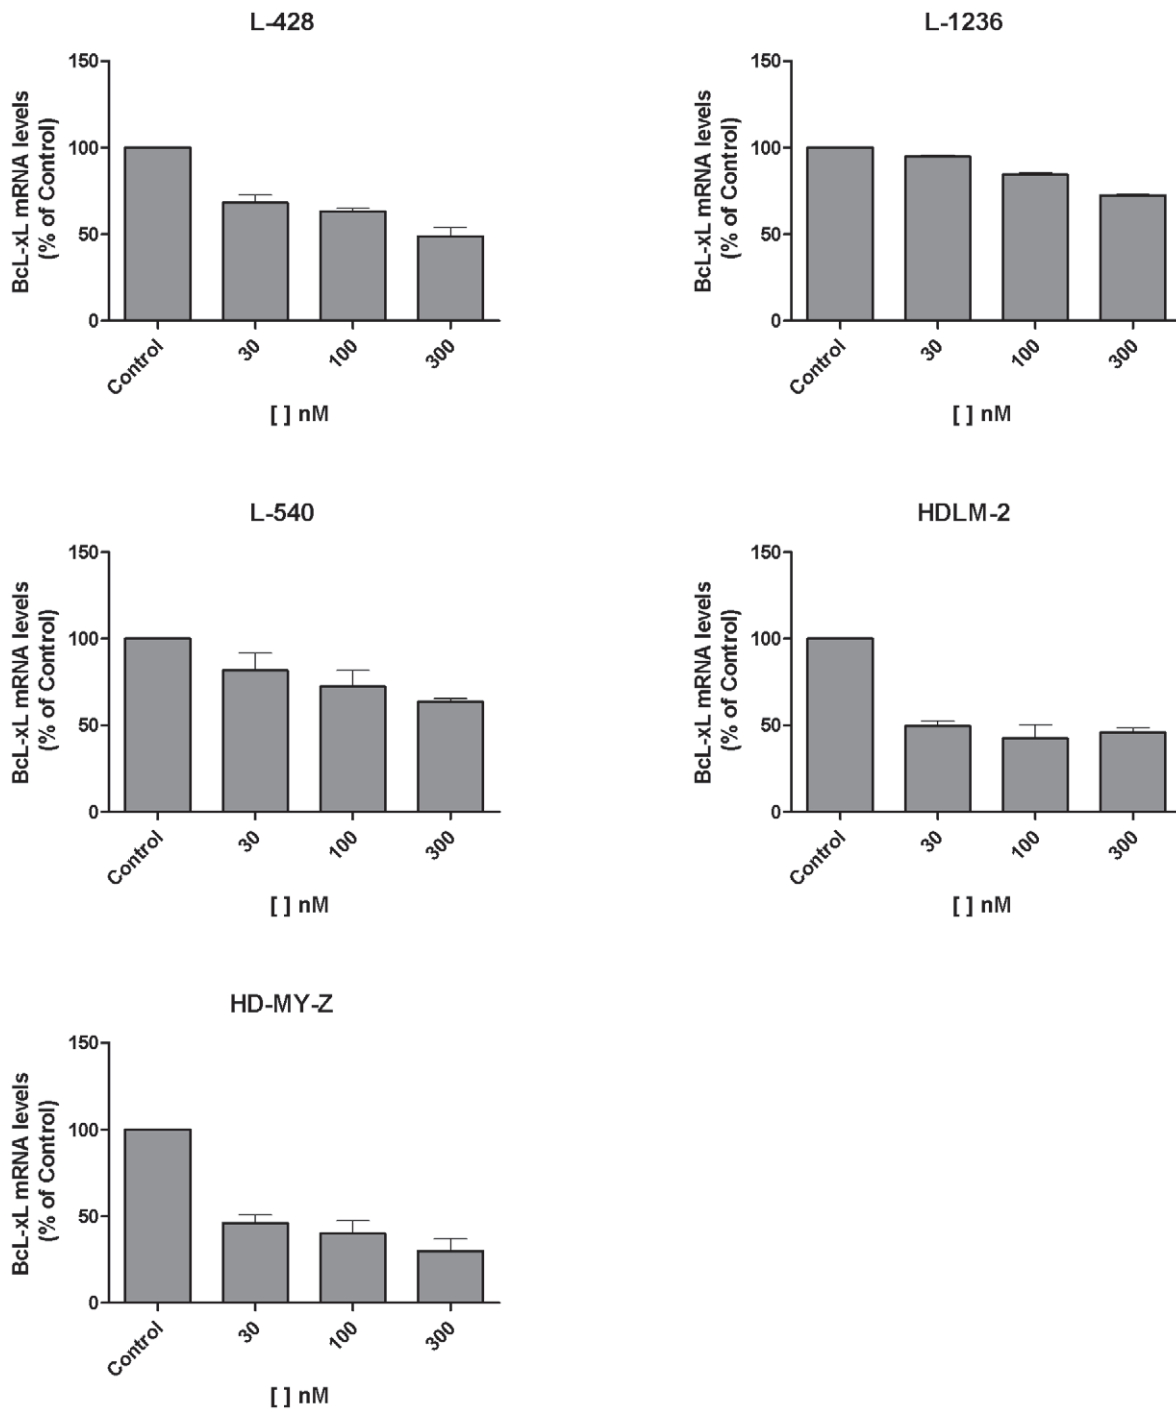 L-428
BcL-xL mRNA levels
(% of Control)
150
100
50
0
Control
30
100
300
[ ] nM
L-1236
BcL-xL mRNA levels
(% of Control)
150
100
50
0
Control
30
100
300
[ ] nM
L-540
BcL-xL mRNA levels
(% of Control)
150
100
50
0
Control
30
100
300
[ ] nM
HDLM-2
BcL-xL mRNA levels
(% of Control)
150
100
50
0
Control
30
100
300
[ ] nM
HD-MY-Z
BcL-xL mRNA levels
(% of Control)
150
100
50
0
Control
30
100
300
[ ] nM